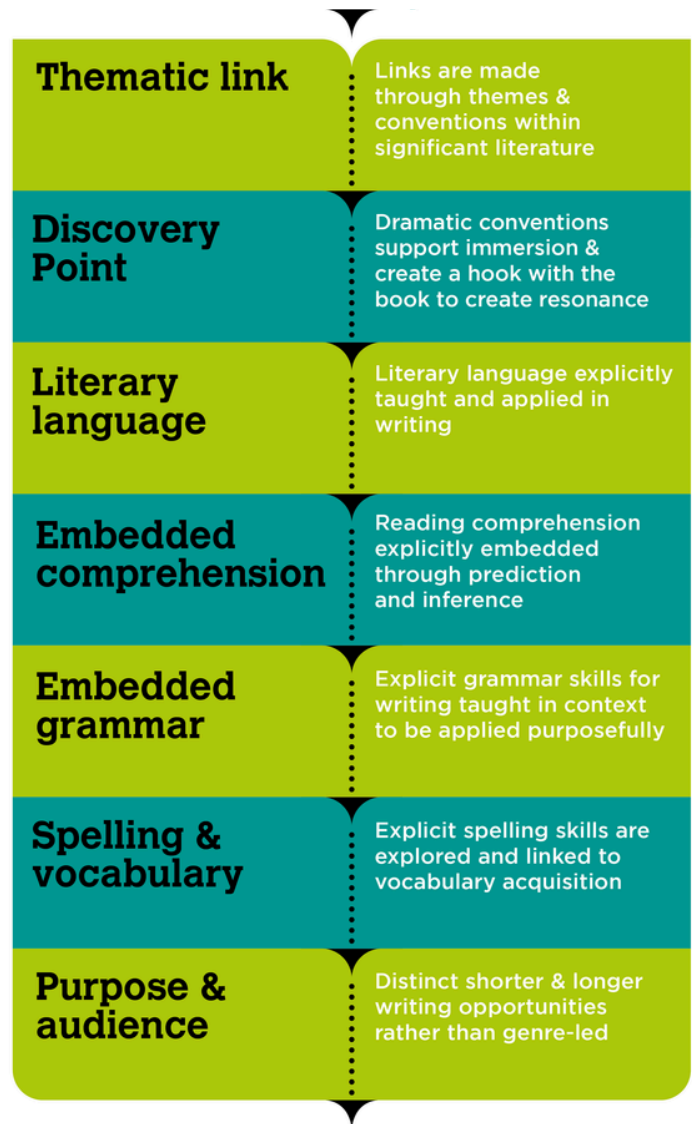 Thematic link
Links are made
through themes &
conventions within
significant literature
Discovery
Point
Dramatic conventions
support immersion &
create a hook with the
book to create resonance
Literary
language
Literary language explicitly
taught and applied in
writing
Embedded
comprehension
Reading comprehension
explicitly embedded
through prediction
and inference
Embedded
grammar
Explicit grammar skills for
writing taught in context
to be applied purposefully
Spelling &
vocabulary
Explicit spelling skills are
explored and linked to
vocabulary acquisition
Purpose &
audience
Distinct shorter & longer
writing opportunities
rather than genre-led